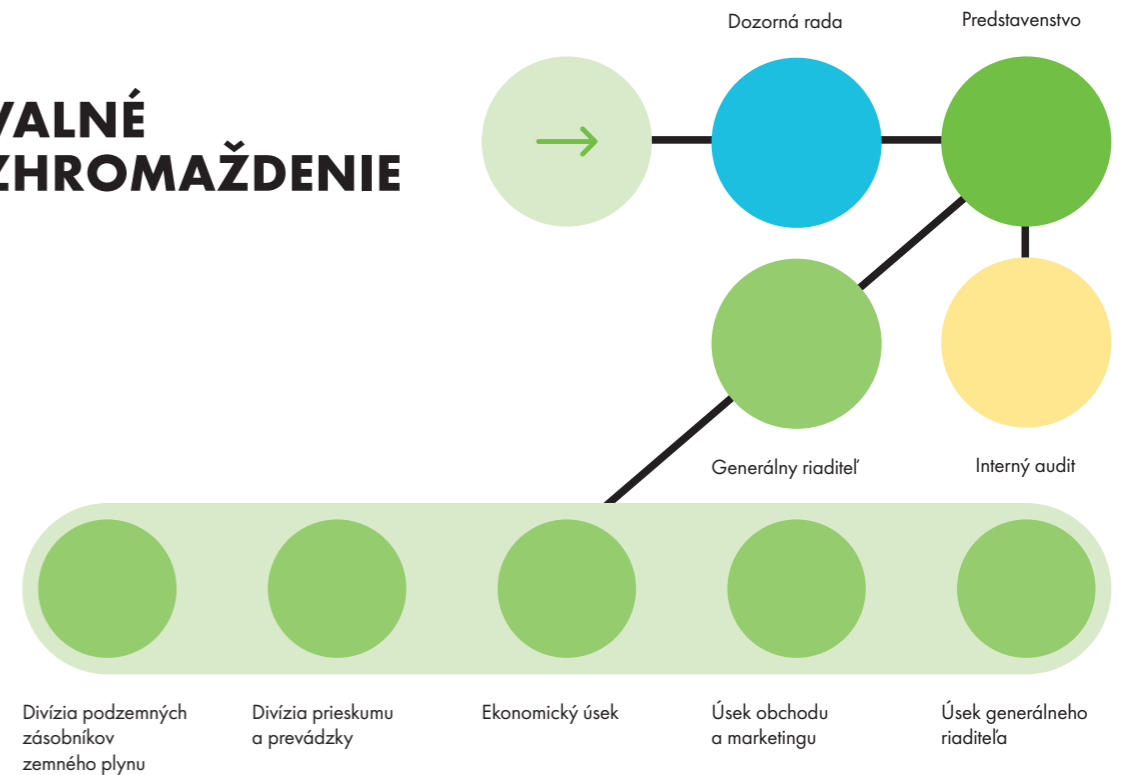 Dozorná rada
Predstavenstvo
VALNÉ
ZHROMAŽDENIE
Generálny riaditeľ
Interný audit
Divízia podzemných
zásobníkov
zemného plynu
Divízia prieskumu
a prevádzky
Ekonomický úsek
Úsek obchodu
a marketingu
Úsek generálneho
riaditeľa